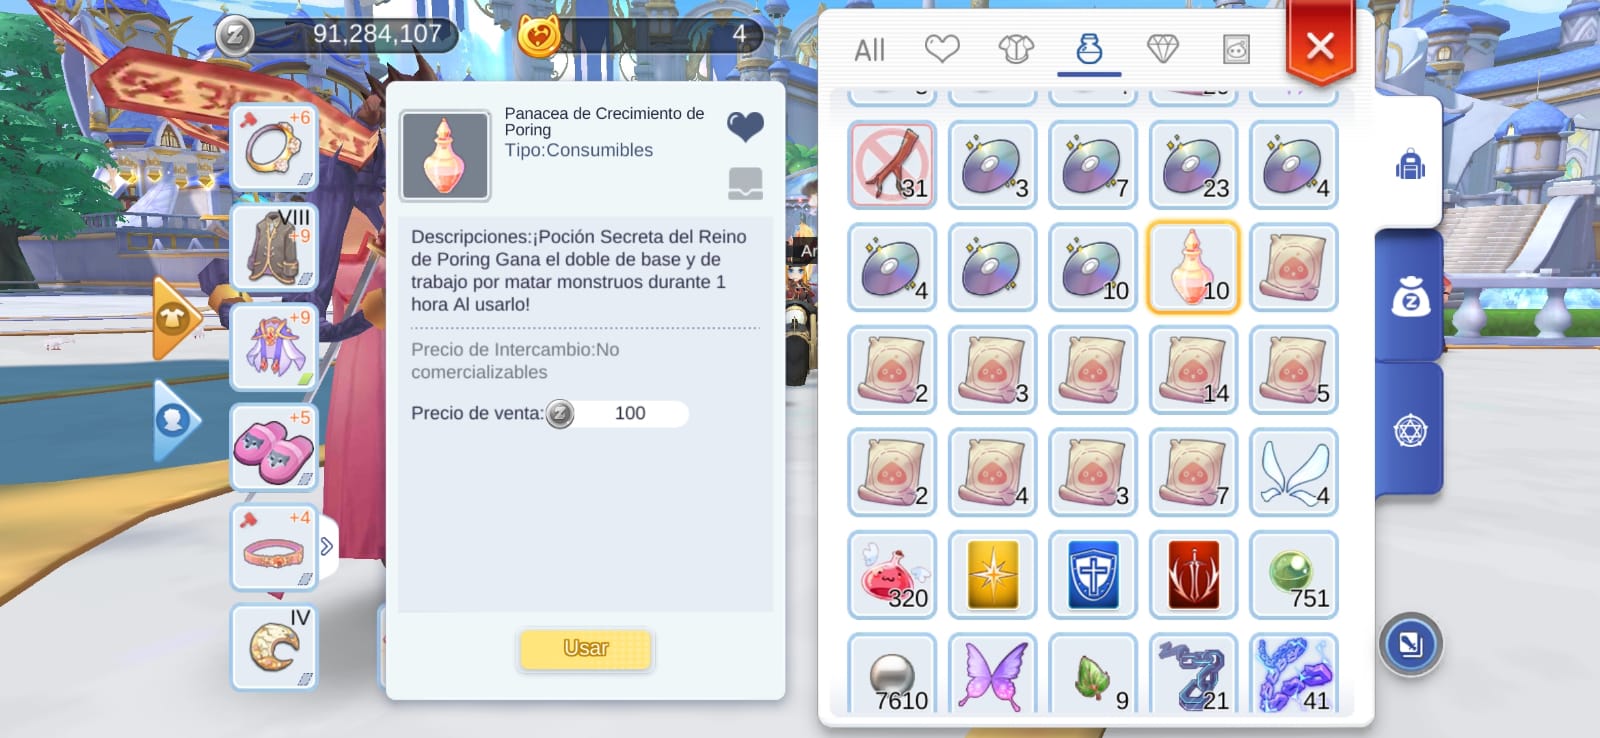 91,284,107
4
All
+6
VIII
+9
+9
+5
+4
IV
Panacea de Crecimiento de
Poring
Tipo:Consumibles
Descripciones:¡Poción Secreta del Reino
de Poring Gana el doble de base y de
trabajo por matar monstruos durante 1
hora Al usarlo!
Precio de Intercambio:No
comercializables
Precio de venta: Z 100
Usar
31 3 7 23 4
4 10 10
2 3 14 5
2 4 3 7 4
320 751
7610 9 21 41